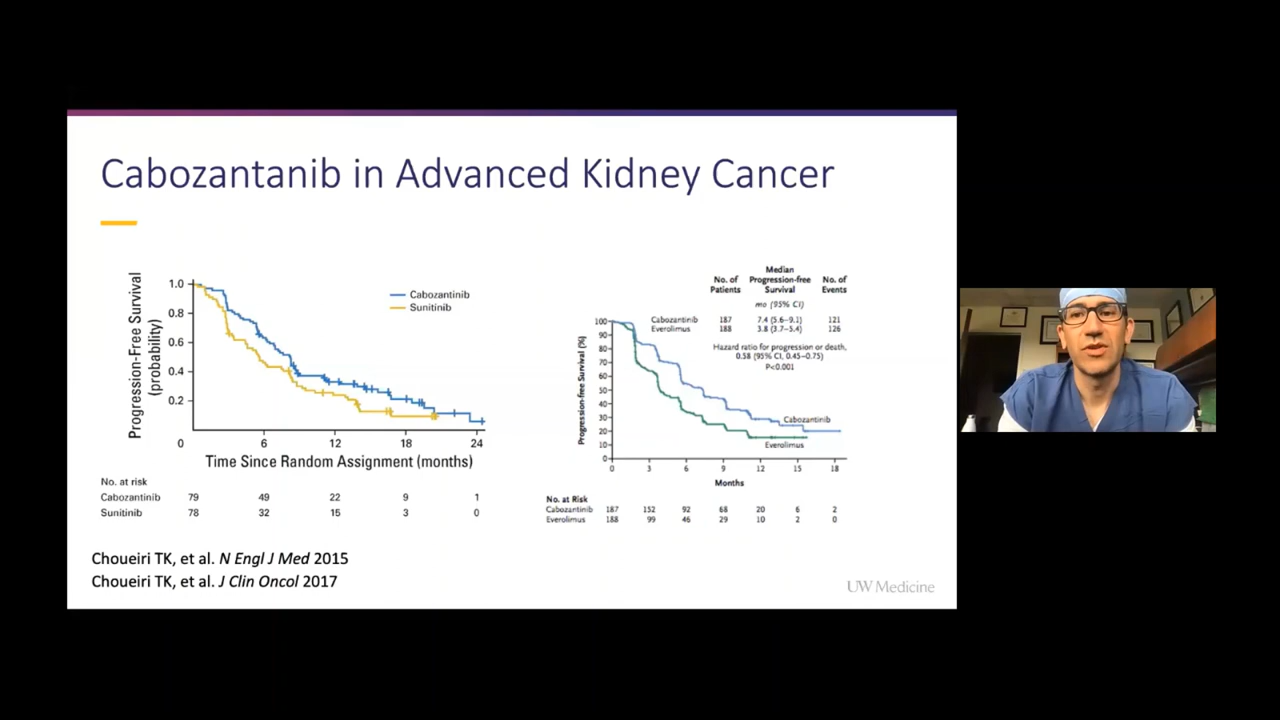 Cabozantanib in Advanced Kidney Cancer
Progression-Free Survival
(probability)
1.0
0.8
0.6
0.4
0.2
Cabozantinib
Sunitinib
0 6 12 18 24
Time Since Random Assignment (months)
No. at risk
Cabozantinib 79 49 22 9 1
Sunitinib 78 32 15 3 0
No. of Patients Median Progression-free Survival No. of Events
mo (95% CI)
Cabozantinib 187 7.4 (5.6–9.1) 121
Everolimus 188 3.8 (3.7–5.4) 126
Hazard ratio for progression or death,
0.58 (95% CI, 0.45–0.75)
P<0.001
Progression-free Survival (%)
100
90
80
70
60
50
40
30
20
10
0
Cabozantinib
Everolimus
0 3 6 9 12 15 18
Months
No. at Risk
Cabozantinib 187 152 92 68 20 6 2
Everolimus 188 99 46 29 10 2 0
Choueiri TK, et al. N Engl J Med 2015
Choueiri TK, et al. J Clin Oncol 2017
UW Medicine